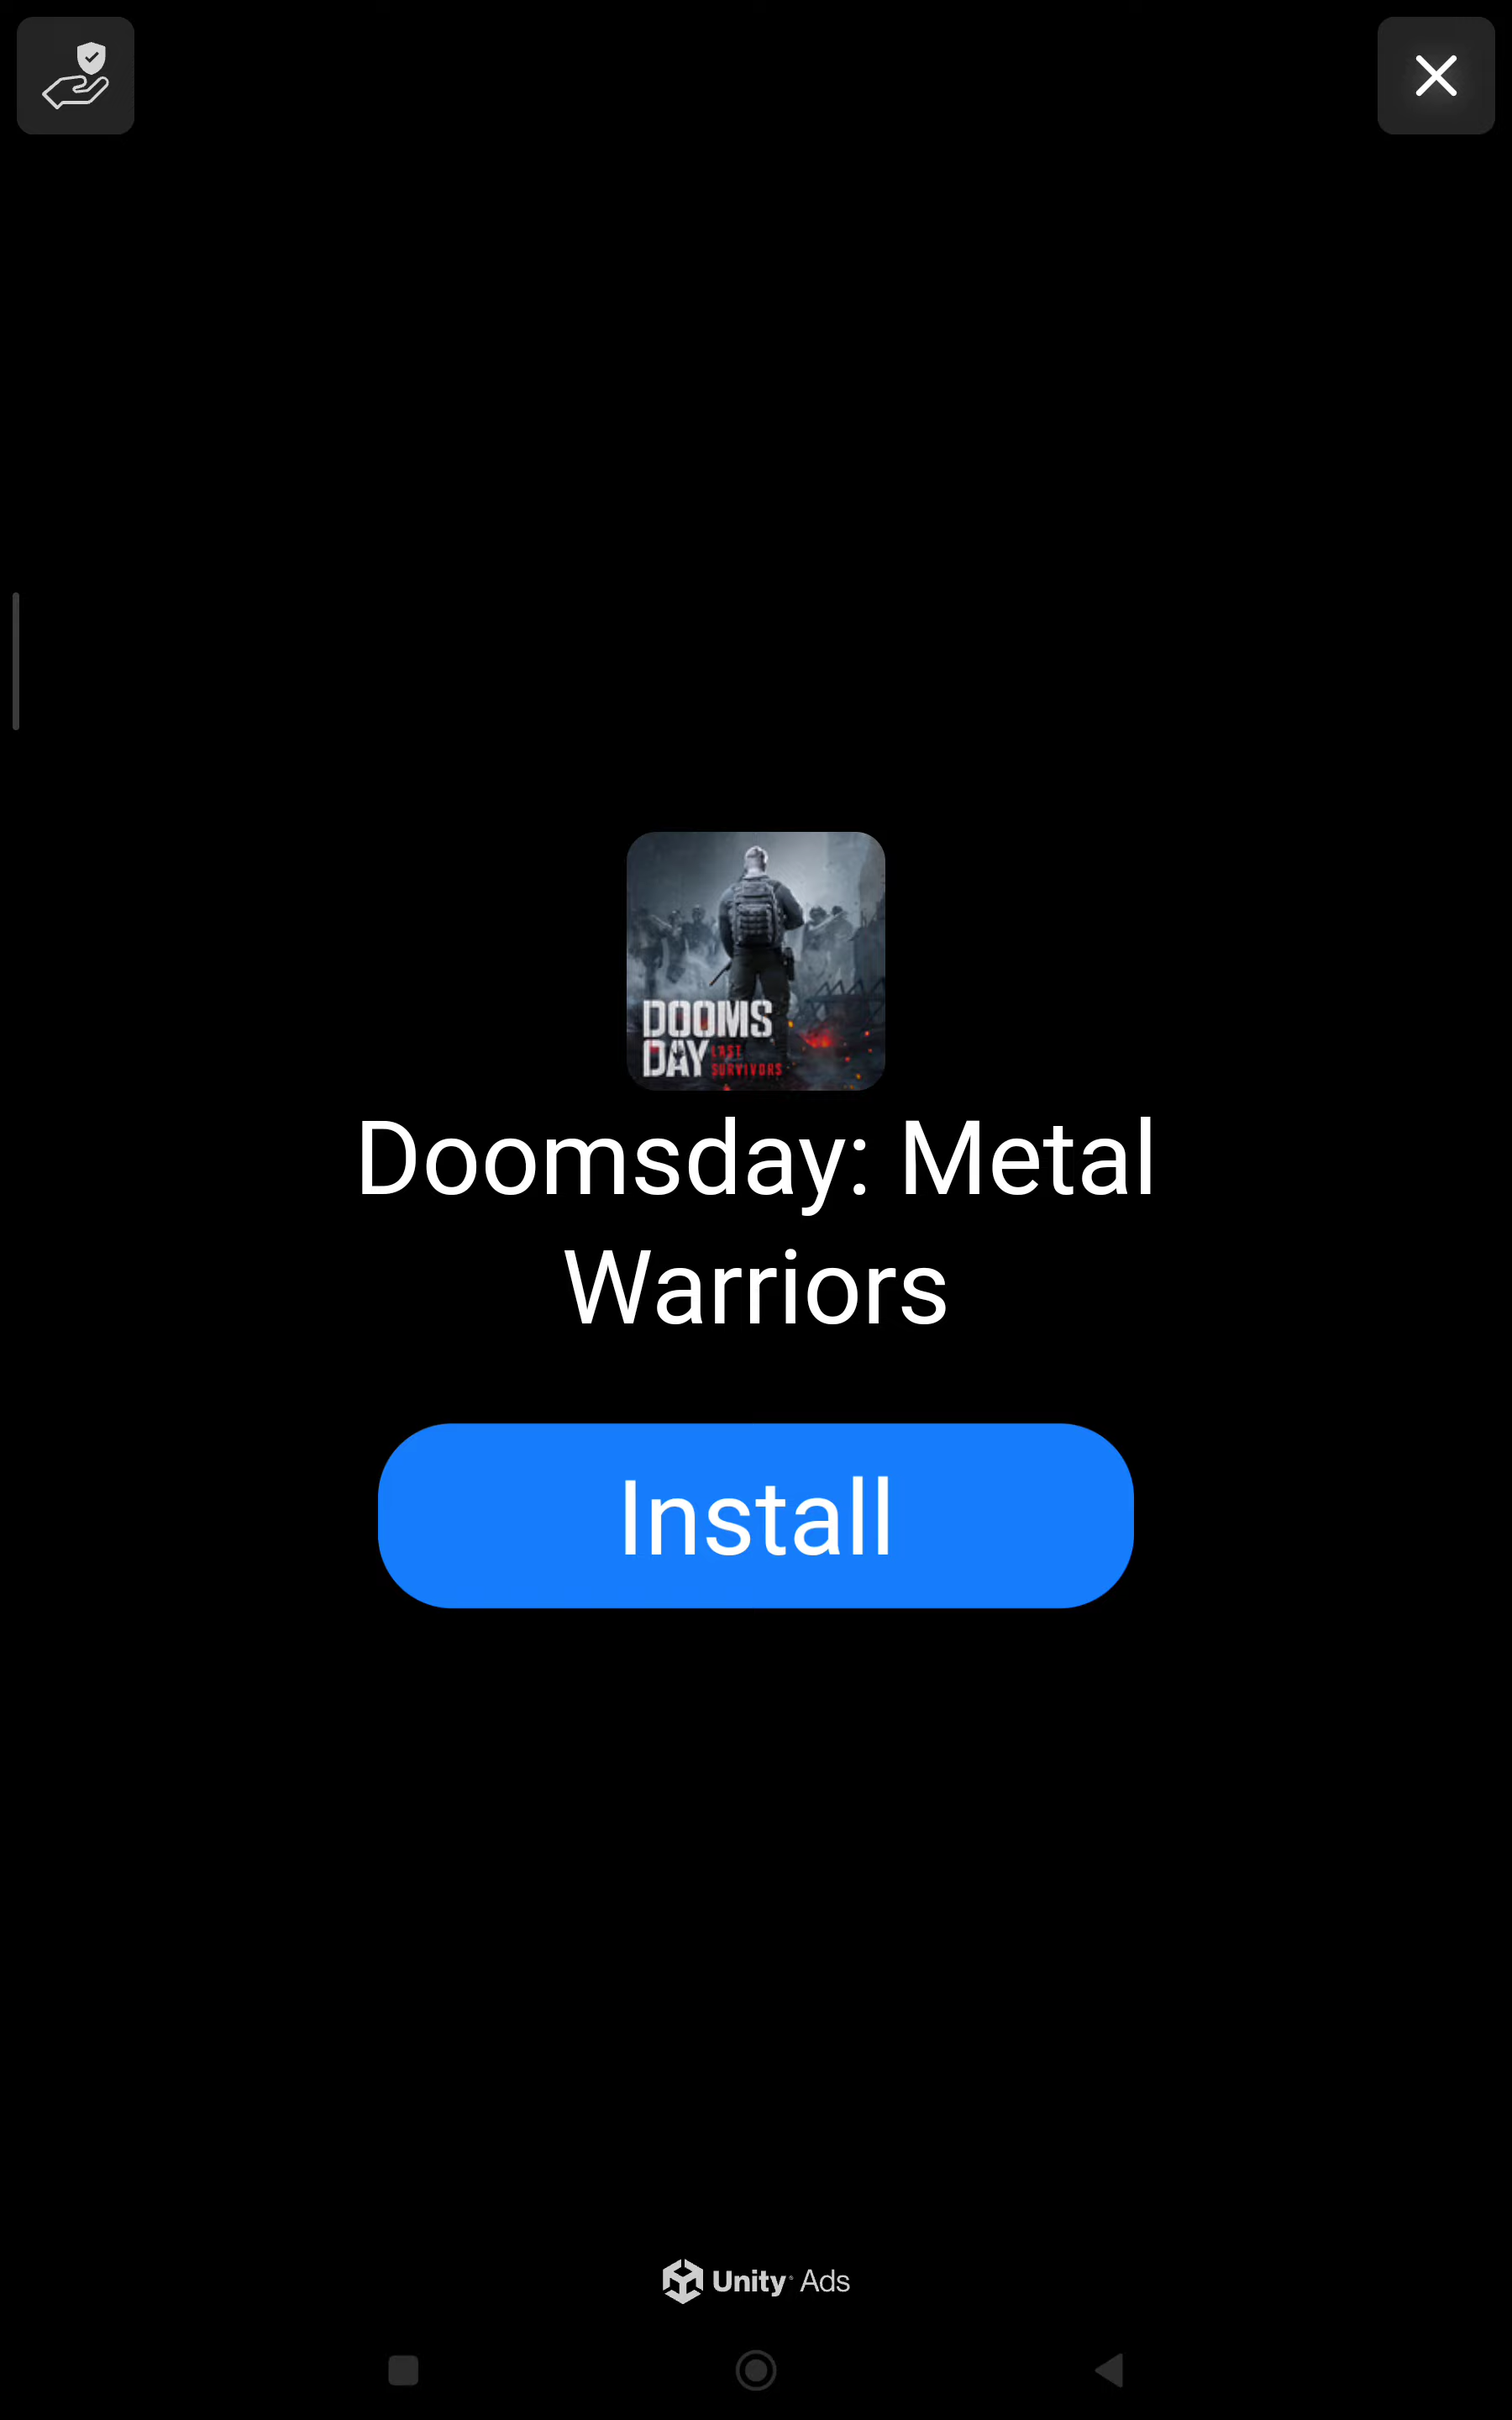 DOOMS
DAY LAST
SURVIVORS
Doomsday: Metal
Warriors
Install
Unity Ads